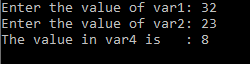 Enter the value of var1: 32
Enter the value of var2: 23
The value in var4 is   : 8